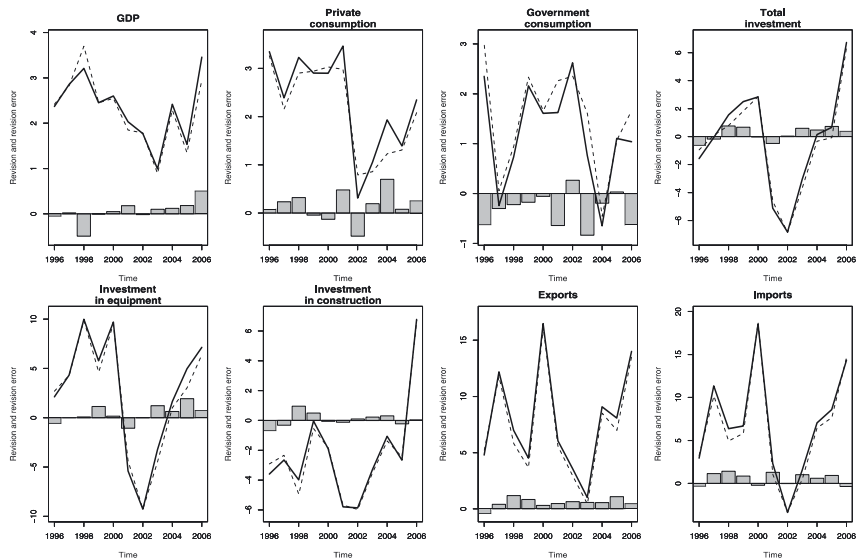 GDP
Revision and revision error
4
3
2
1
0
1996 1998 2000 2002 2004 2006
Time
Private
consumption
Revision and revision error
3
2
1
0
1996 1998 2000 2002 2004 2006
Time
Government
consumption
Revision and revision error
3
2
1
0
-1
1996 1998 2000 2002 2004 2006
Time
Total
investment
Revision and revision error
6
4
2
0
-2
-4
-6
1996 1998 2000 2002 2004 2006
Time
Investment
in equipment
Revision and revision error
10
5
0
-5
-10
1996 1998 2000 2002 2004 2006
Time
Investment
in construction
Revision and revision error
6
4
2
0
-2
-4
-6
1996 1998 2000 2002 2004 2006
Time
Exports
Revision and revision error
15
10
5
0
1996 1998 2000 2002 2004 2006
Time
Imports
Revision and revision error
20
15
10
5
0
1996 1998 2000 2002 2004 2006
Time